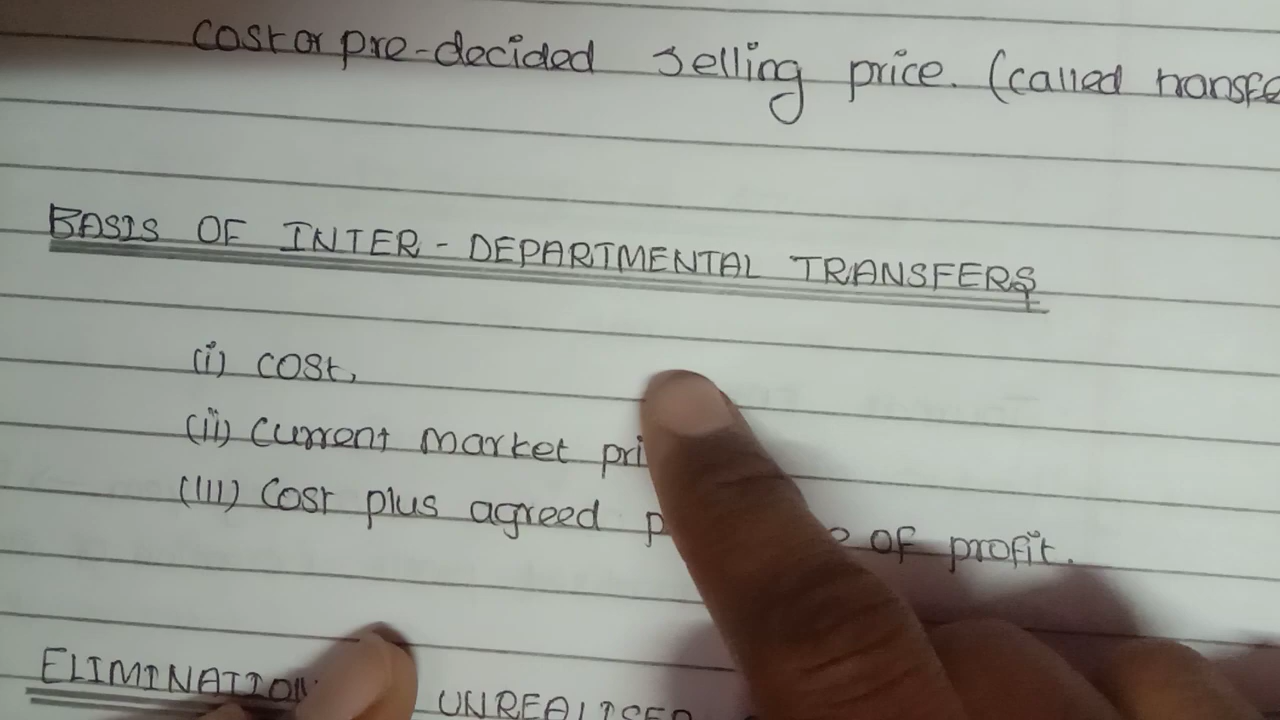 Cost or pre-decided Selling price. (called
BASIS OF INTER - DEPARTMENTAL TRANSFERS
(i) Cost,
(ii) Current market
(iii) Cost plus agreed of profit.
ELIMINATION UNREALISED